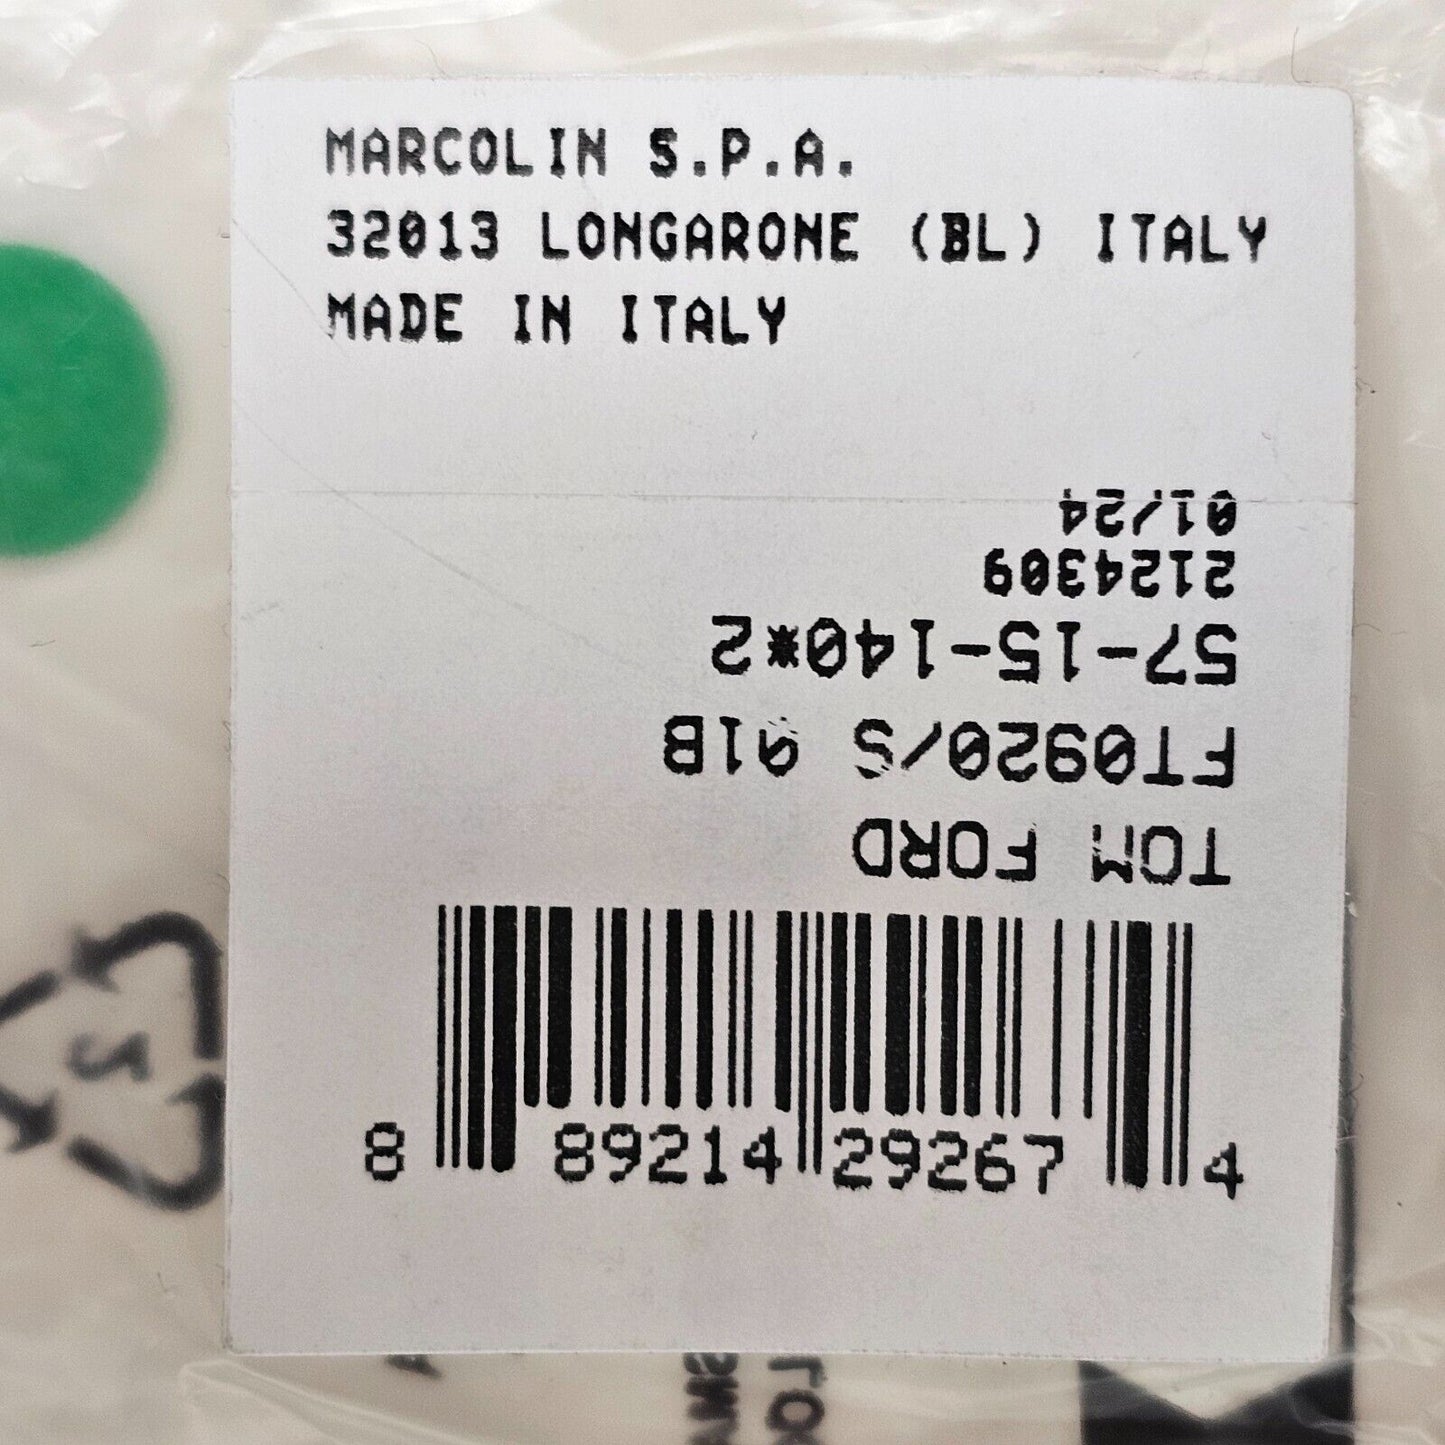 MARCOLIN S.P.A.
32013 LONGARONE (BL) ITALY
MADE IN ITALY
TOM FORD
FT0920/S 01B
57-15-140*2
2124309
01/24
8 89214 29267 4